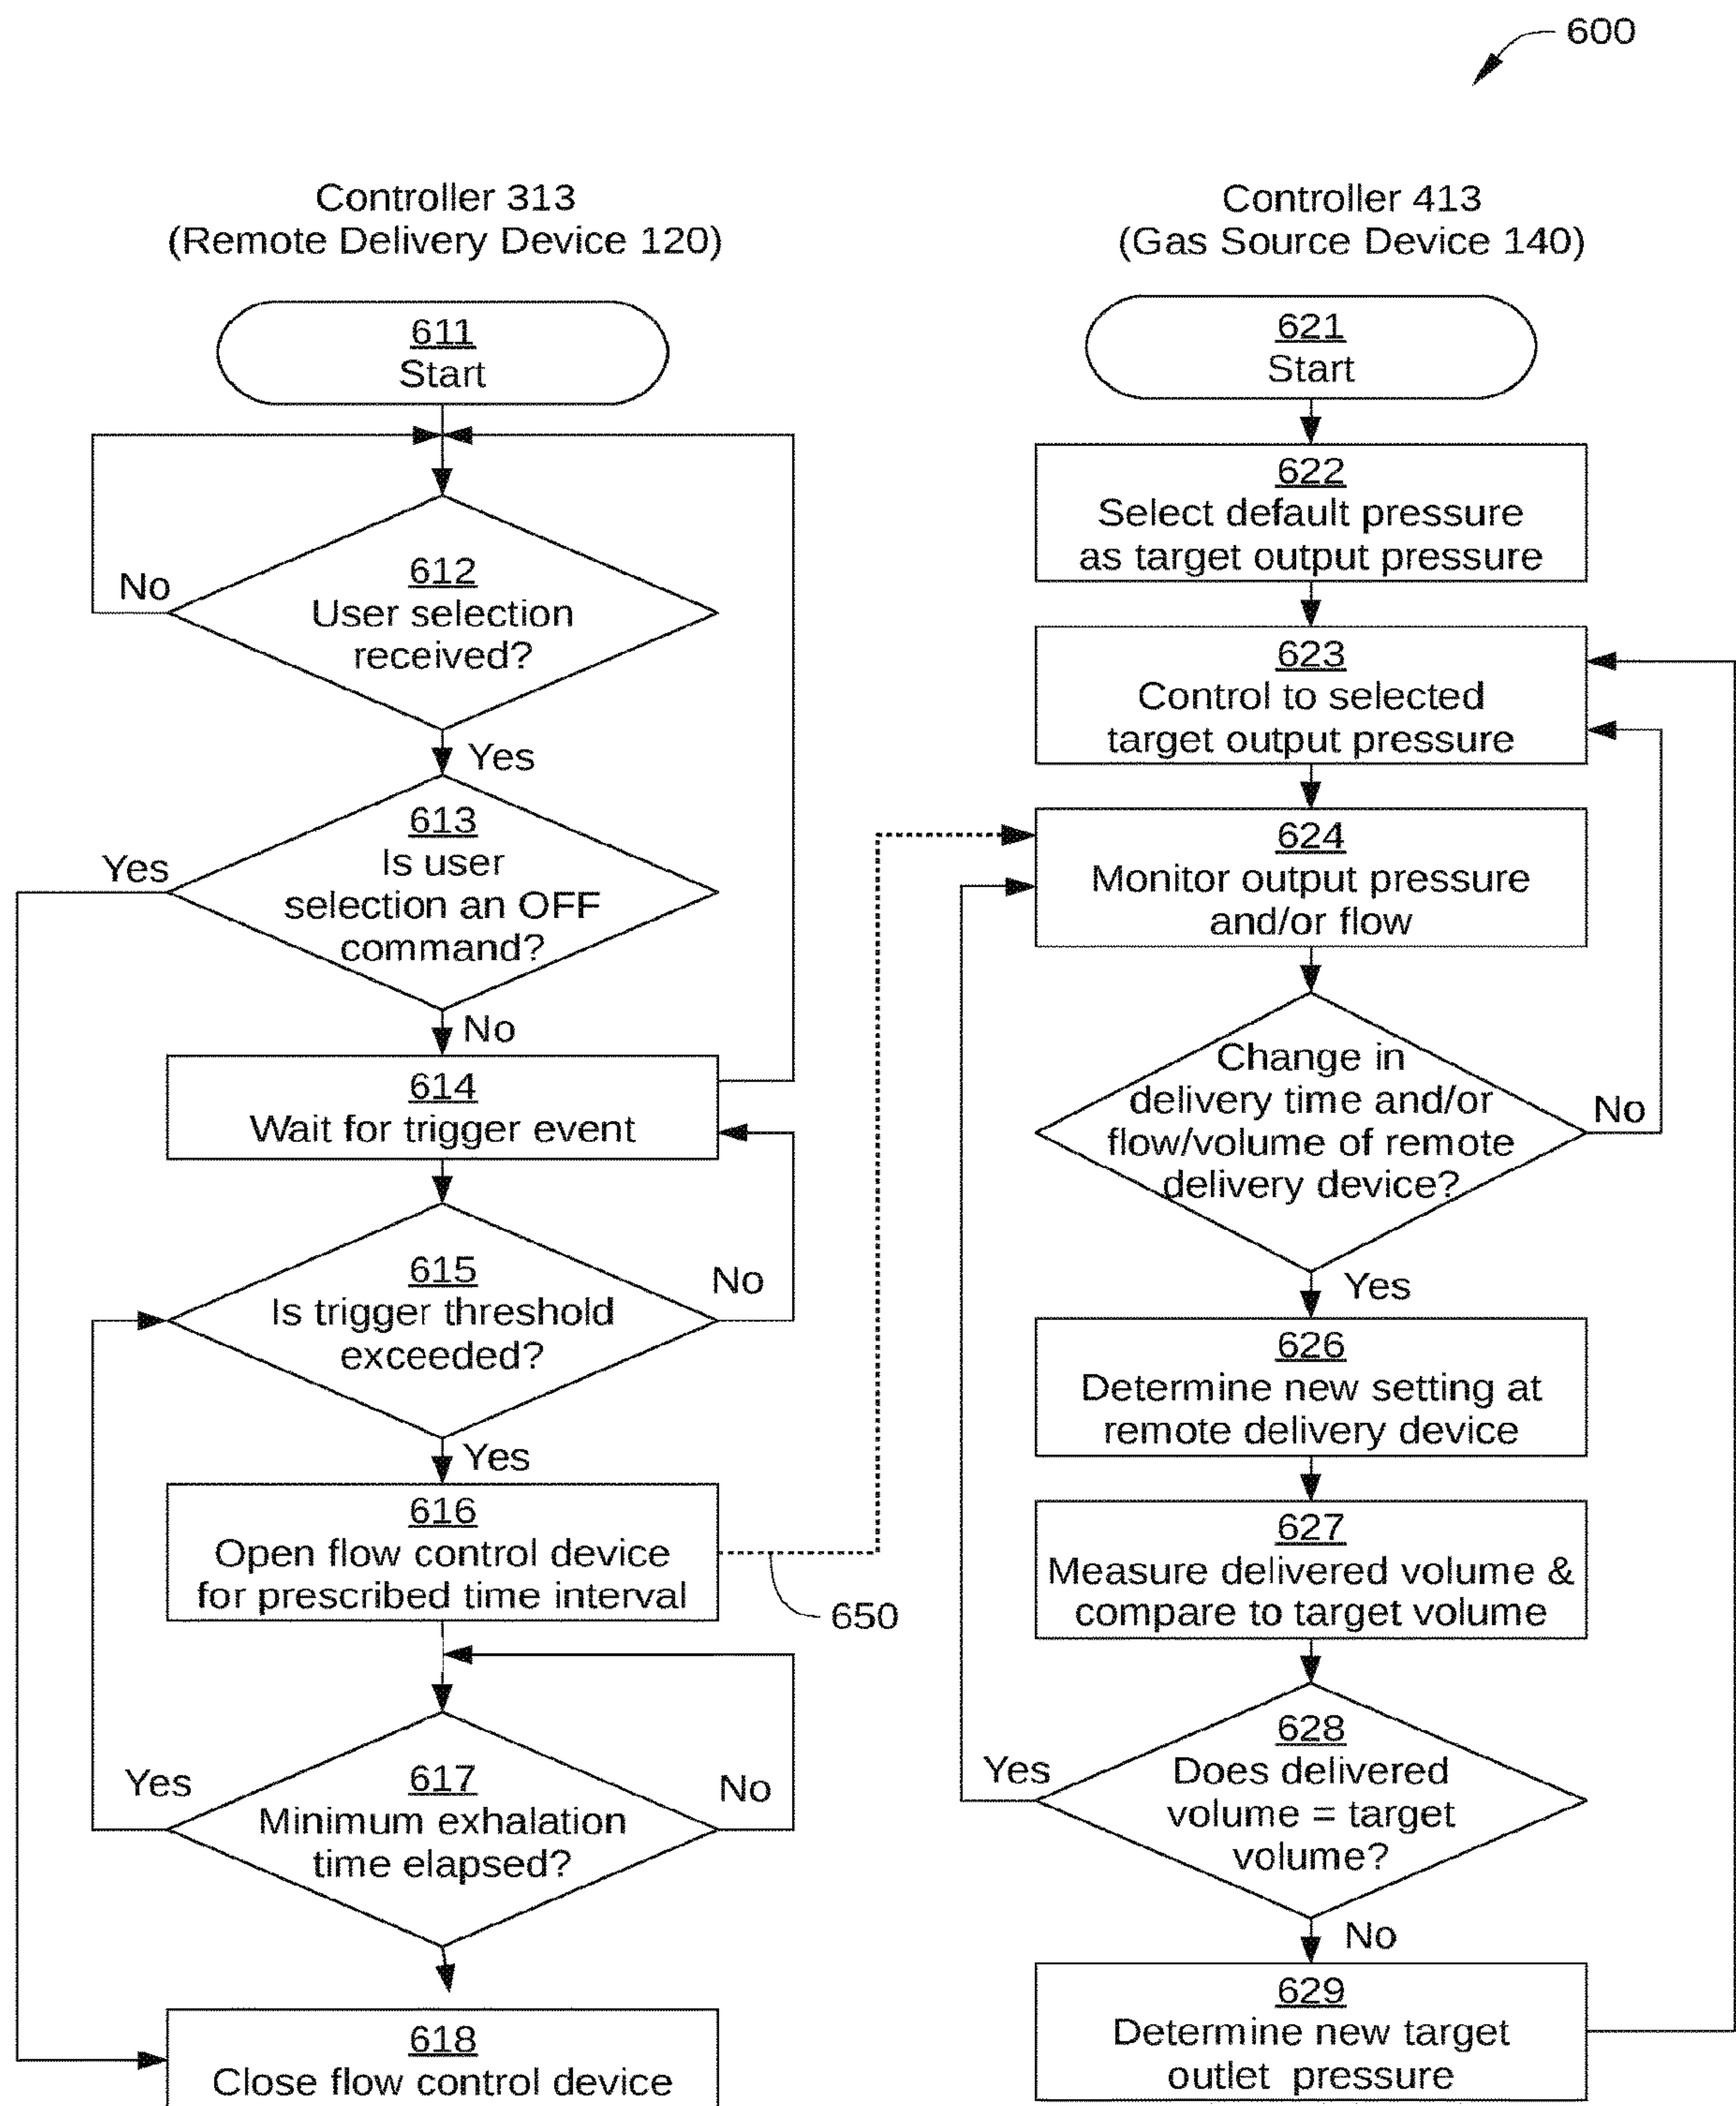 600
Controller 313
(Remote Delivery Device 120)
611
Start
612
User selection
received?
No
Yes
613
Is user
selection an OFF
command?
Yes
No
614
Wait for trigger event
615
Is trigger threshold
exceeded?
No
Yes
616
Open flow control device
for prescribed time interval
650
617
Minimum exhalation
time elapsed?
Yes
No
618
Close flow control device
Controller 413
(Gas Source Device 140)
621
Start
622
Select default pressure
as target output pressure
623
Control to selected
target output pressure
624
Monitor output pressure
and/or flow
Change in
delivery time and/or
flow/volume of remote
delivery device?
No
Yes
626
Determine new setting at
remote delivery device
627
Measure delivered volume &
compare to target volume
628
Does delivered
volume = target
volume?
Yes
No
629
Determine new target
outlet pressure